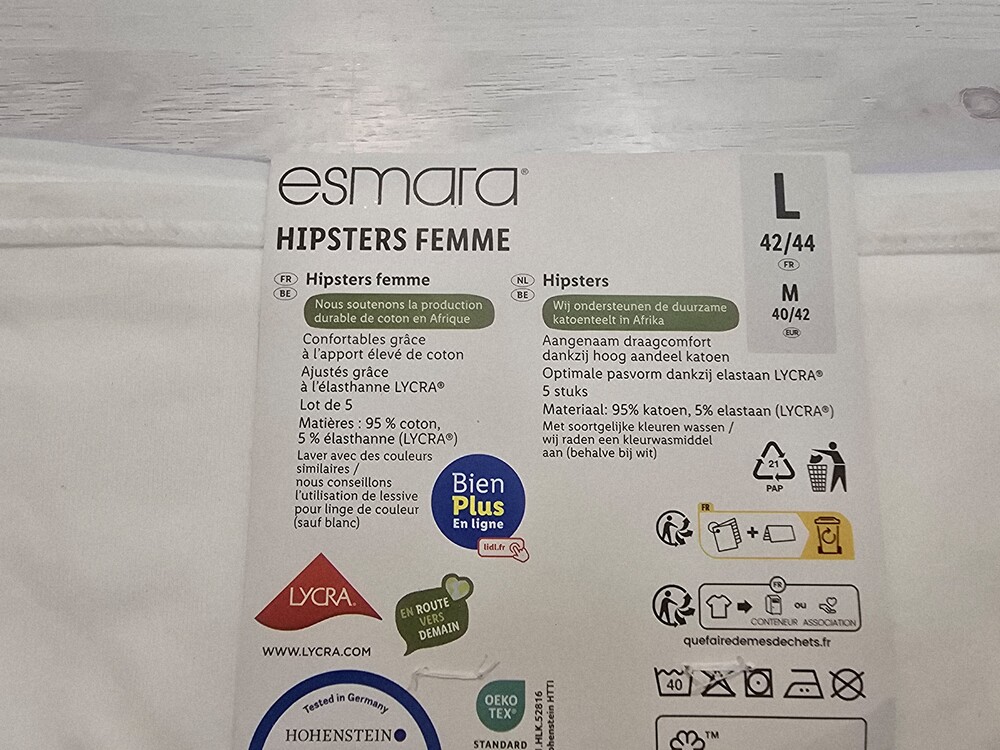 esmara®
HIPSTERS FEMME
L
42/44
FR
M
40/42
EUR
FR
BE
Hipsters femme
Nous soutenons la production
durable de coton en Afrique
Confortables grâce
à l'apport élevé de coton
Ajustés grâce
à l'élasthanne LYCRA®
Lot de 5
Matières : 95 % coton,
5 % élasthanne (LYCRA®)
Laver avec des couleurs
similaires /
nous conseillons
l'utilisation de lessive
pour linge de couleur
(sauf blanc)
NL
BE
Hipsters
Wij ondersteunen de duurzame
katoenteelt in Afrika
Aangenaam draagcomfort
dankzij hoog aandeel katoen
Optimale pasvorm dankzij elastaan LYCRA®
5 stuks
Materiaal: 95% katoen, 5% elastaan (LYCRA®)
Met soortgelijke kleuren wassen /
wij raden een kleurwasmiddel
aan (behalve bij wit)
Bien
Plus
En ligne
lidl.fr
21
PAP
FR
+
FR
ou
CONTENEUR ASSOCIATION
quefairedemesdechets.fr
LYCRA®
WWW.LYCRA.COM
EN ROUTE
VERS
DEMAIN
40
Tested in Germany
HOHENSTEIN
OEKO
TEX®
STANDARD
.HLK.52816
ohenstein HTTI
TM